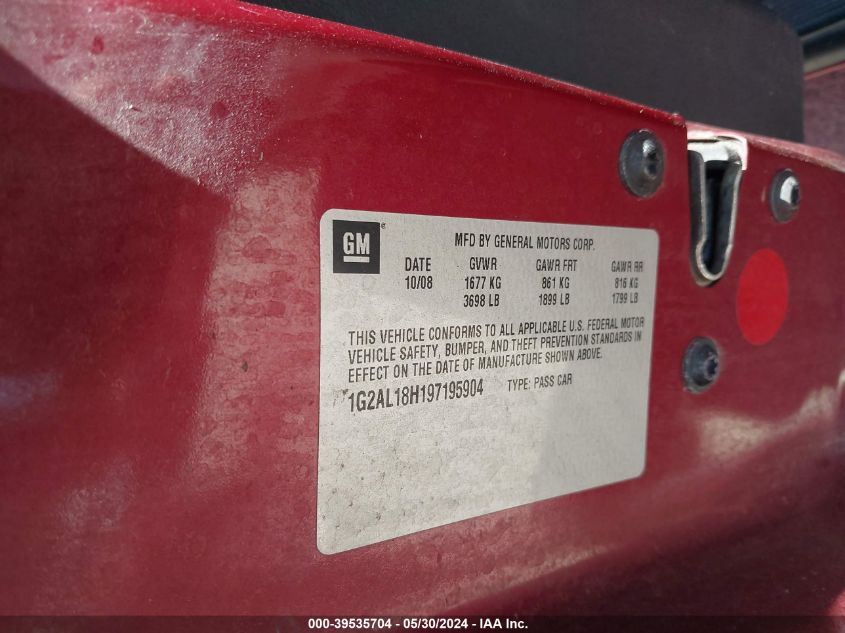 GM®
MFD BY GENERAL MOTORS CORP.
DATE GVWR GAWR FRT GAWR RR
10/08 1677 KG 861 KG 816 KG
3698 LB 1899 LB 1799 LB
THIS VEHICLE CONFORMS TO ALL APPLICABLE U.S. FEDERAL MOTOR
VEHICLE SAFETY, BUMPER, AND THEFT PREVENTION STANDARDS IN
EFFECT ON THE DATE OF MANUFACTURE SHOWN ABOVE.
1G2AL18H197195904 TYPE: PASS CAR
000-39535704 - 05/30/2024 - IAA Inc.